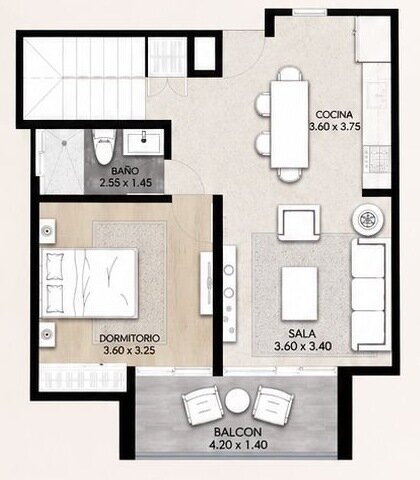 COCINA
3.60 x 3.75
BAÑO
2.55 x 1.45
DORMITORIO
3.60 x 3.25
SALA
3.60 x 3.40
BALCON
4.20 x 1.40